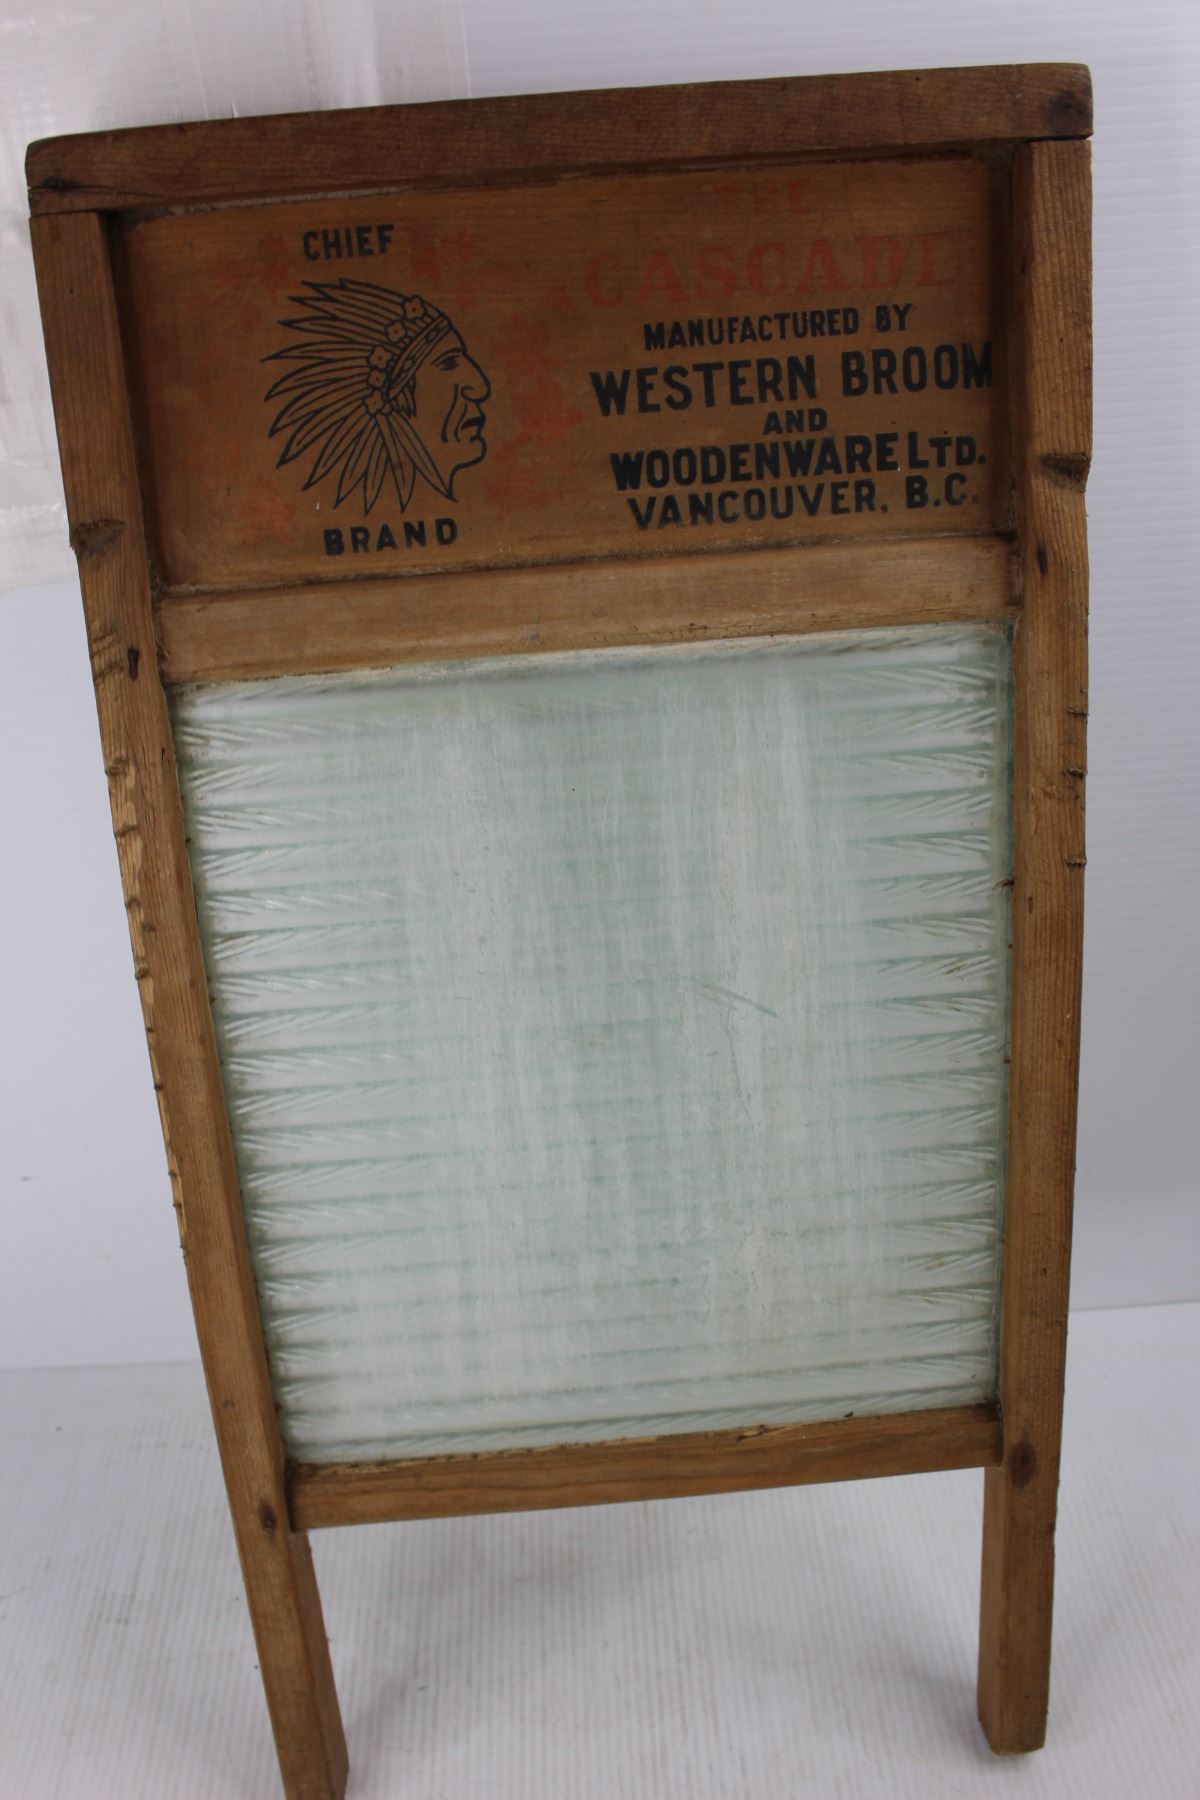 CHIEF
BRAND
THE
CASCADE
MANUFACTURED BY
WESTERN BROOM
AND
WOODENWARE LTD.
VANCOUVER, B.C.